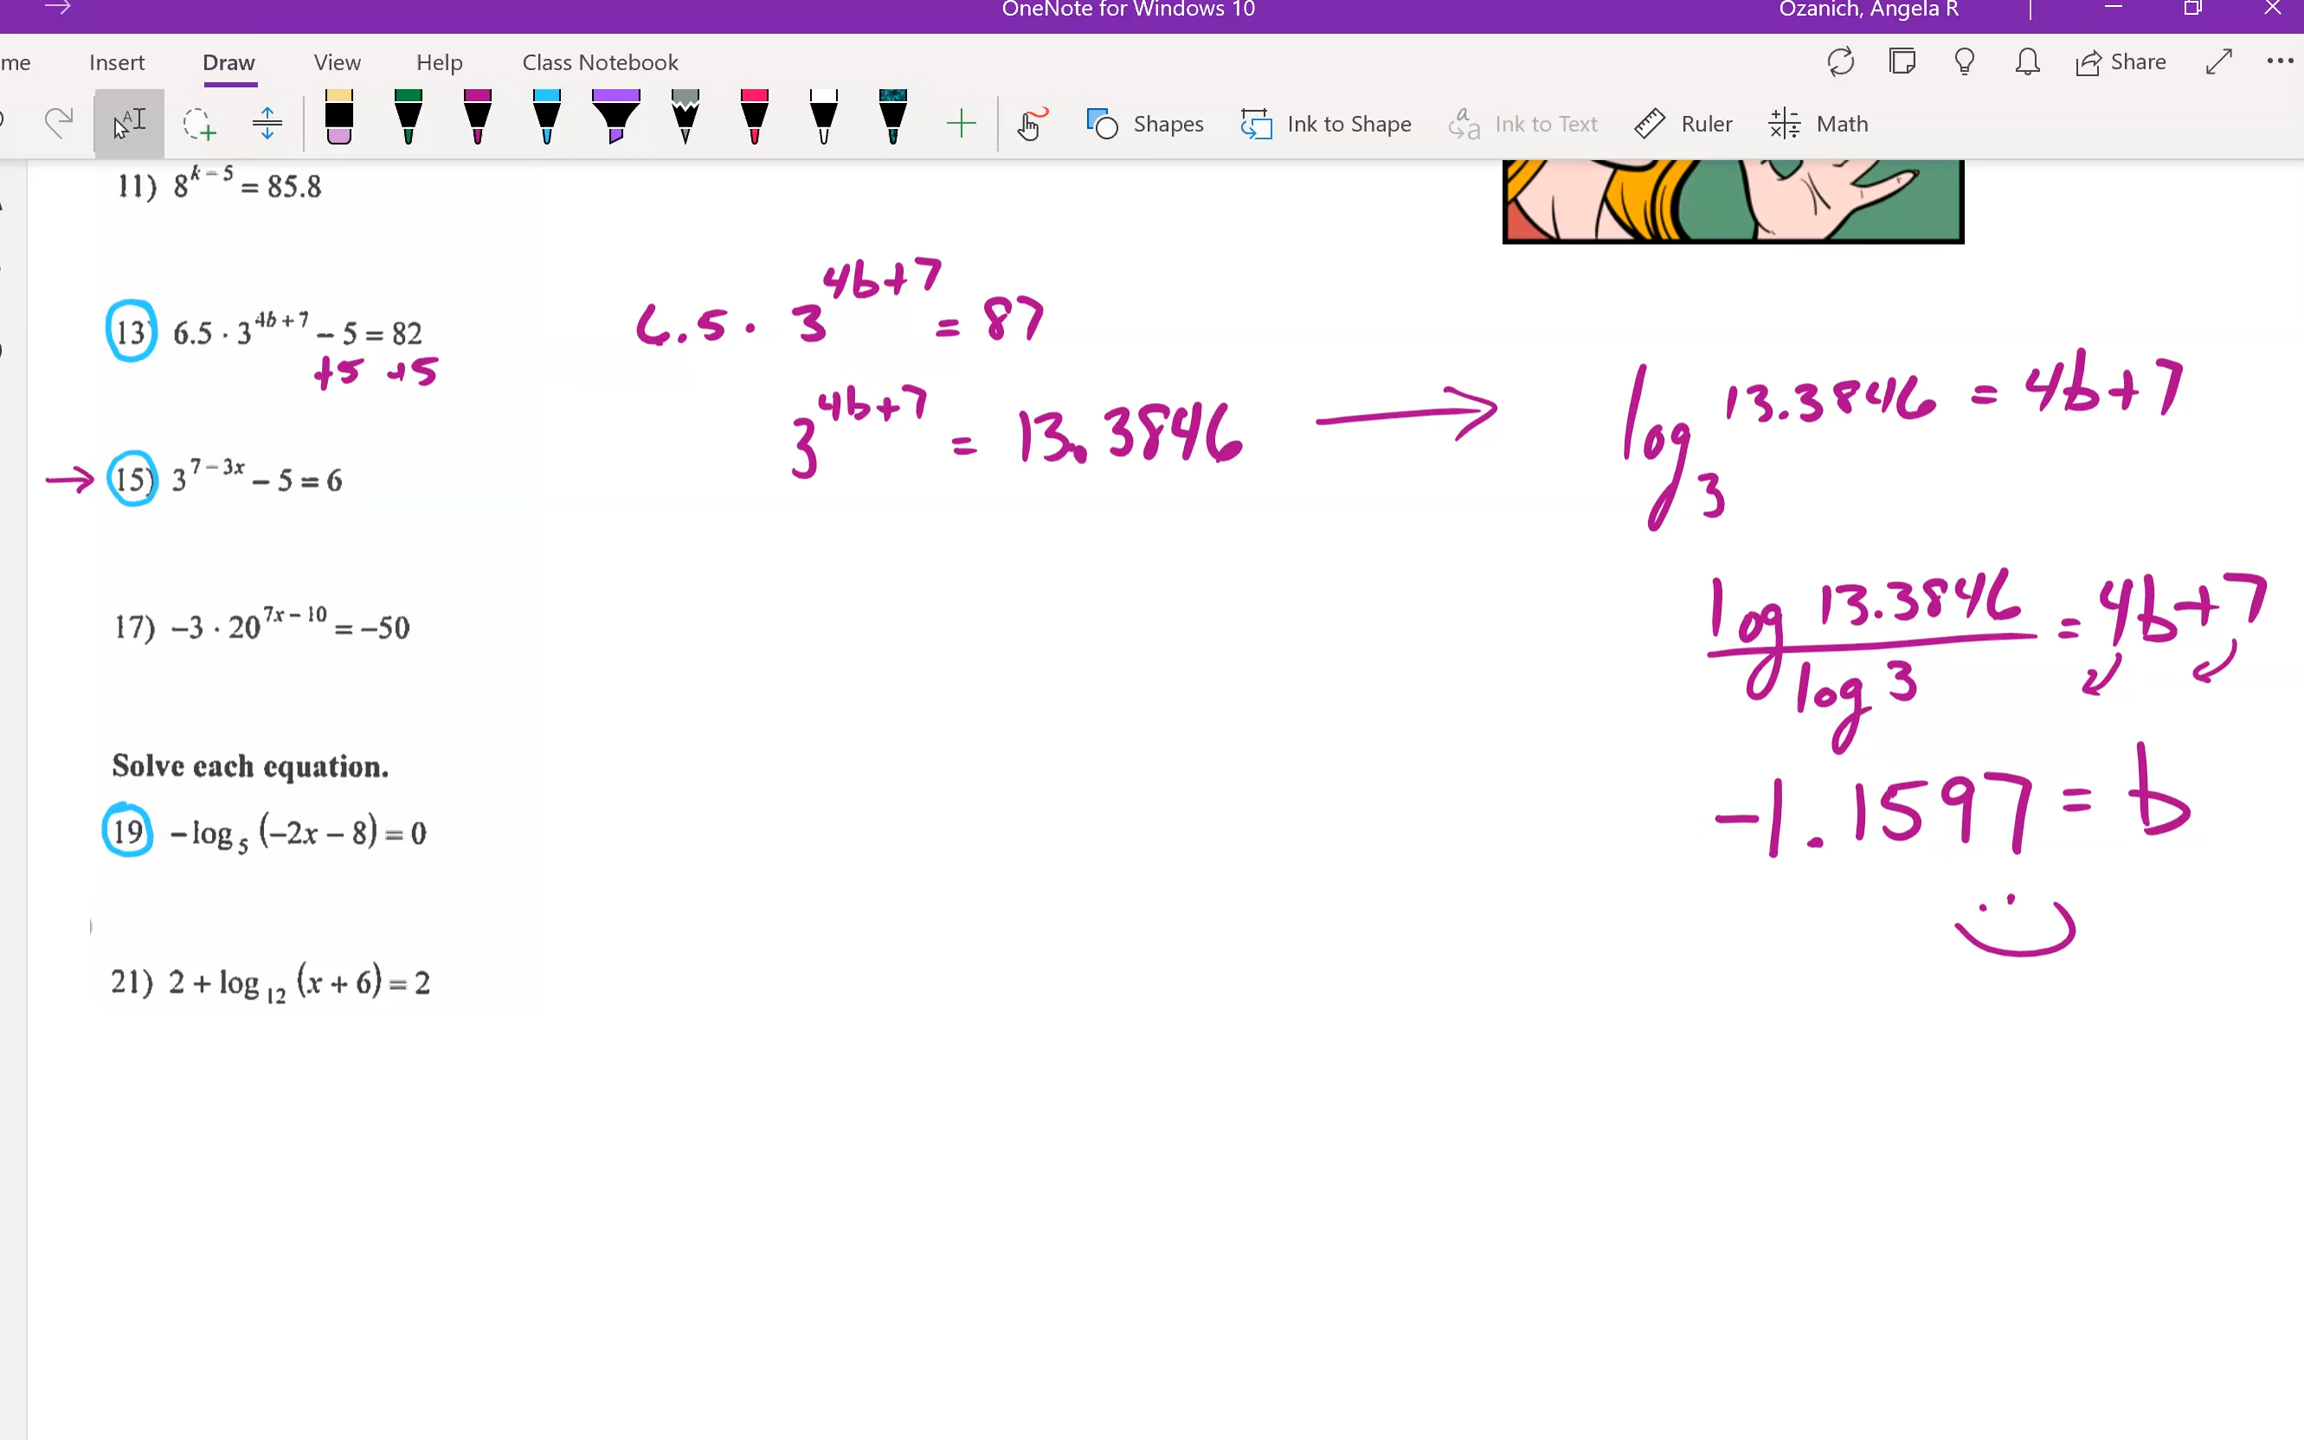 OneNote for Windows 10
Ozanich, Angela R
me Insert Draw View Help Class Notebook Share
Shapes Ink to Shape Ink to Text Ruler Math
11) 8^{k-5} = 85.8
13) 6.5 · 3^{4b+7} – 5 = 82
+5 +5
15) 3^{7-3x} – 5 = 6
17) –3 · 20^{7x-10} = –50
Solve each equation.
19) –log_5 (–2x – 8) = 0
21) 2 + log_{12} (x + 6) = 2
6.5 · 3^{4b+7} = 87
3^{4b+7} = 13.3846
log_3 13.3846 = 4b+7
log 13.3846 / log 3 = 4b+7
-1.1597 = b